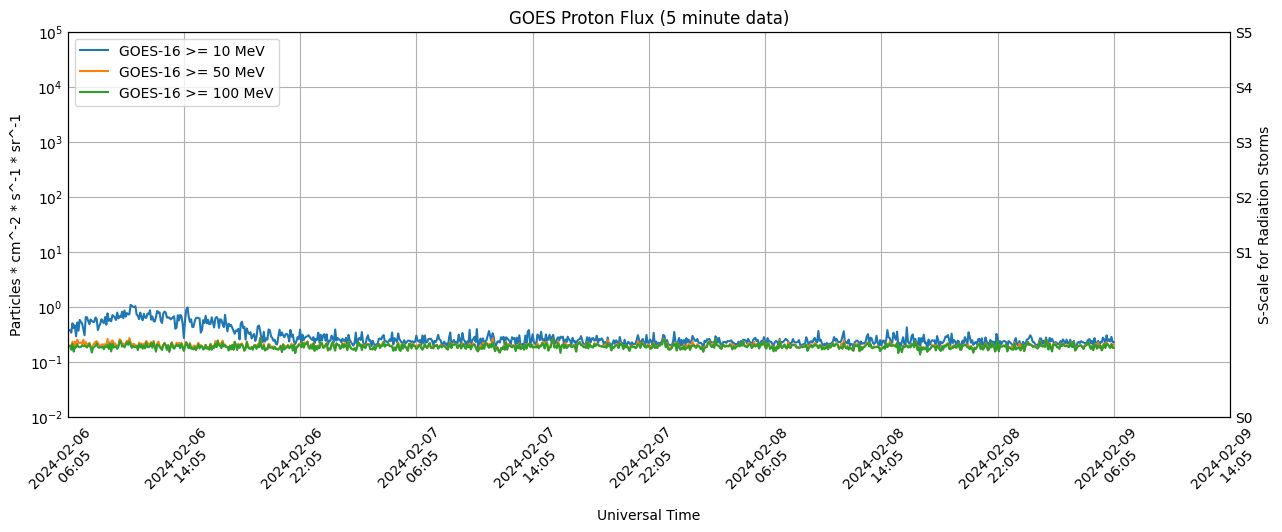 GOES Proton Flux (5 minute data)
GOES-16 >= 10 MeV
GOES-16 >= 50 MeV
GOES-16 >= 100 MeV
Particles * cm^-2 * s^-1 * sr^-1
10^5
10^4
10^3
10^2
10^1
10^0
10^-1
10^-2
S5
S4
S3
S2
S1
S0
S-Scale for Radiation Storms
2024-02-06
06:05
2024-02-06
14:05
2024-02-06
22:05
2024-02-07
06:05
2024-02-07
14:05
2024-02-07
22:05
2024-02-08
06:05
2024-02-08
14:05
2024-02-08
22:05
2024-02-09
06:05
2024-02-09
14:05
Universal Time